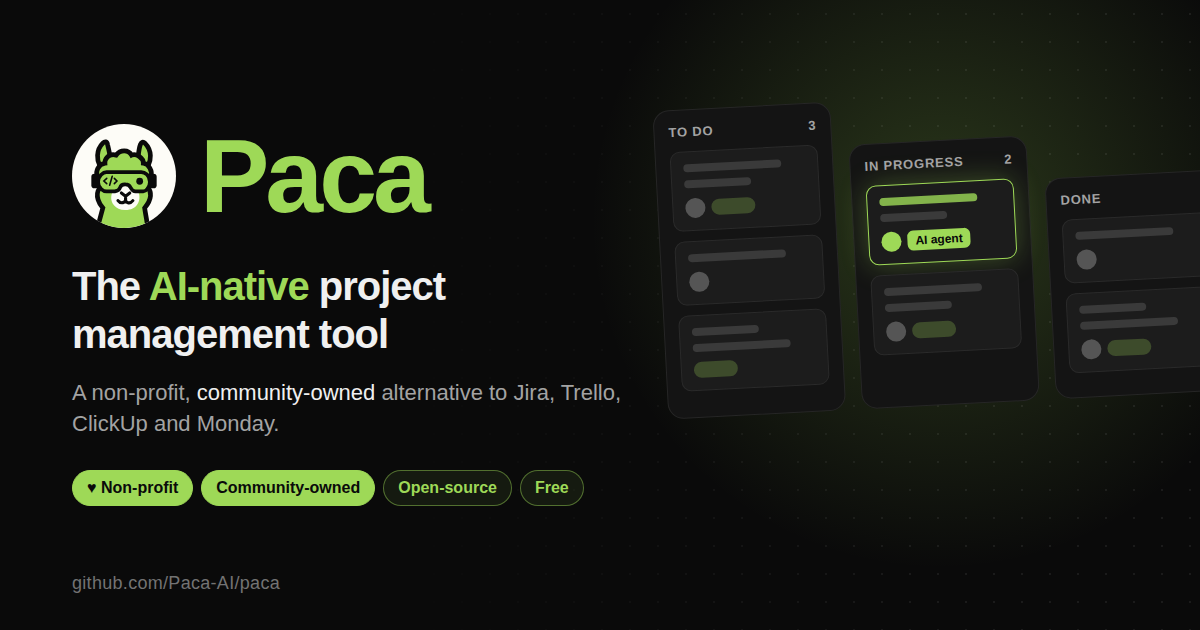 </>
Paca
The AI-native project
management tool
A non-profit, community-owned alternative to Jira, Trello,
ClickUp and Monday.
♥ Non-profit
Community-owned
Open-source
Free
github.com/Paca-AI/paca
TO DO 3
IN PROGRESS 2
AI agent
DONE